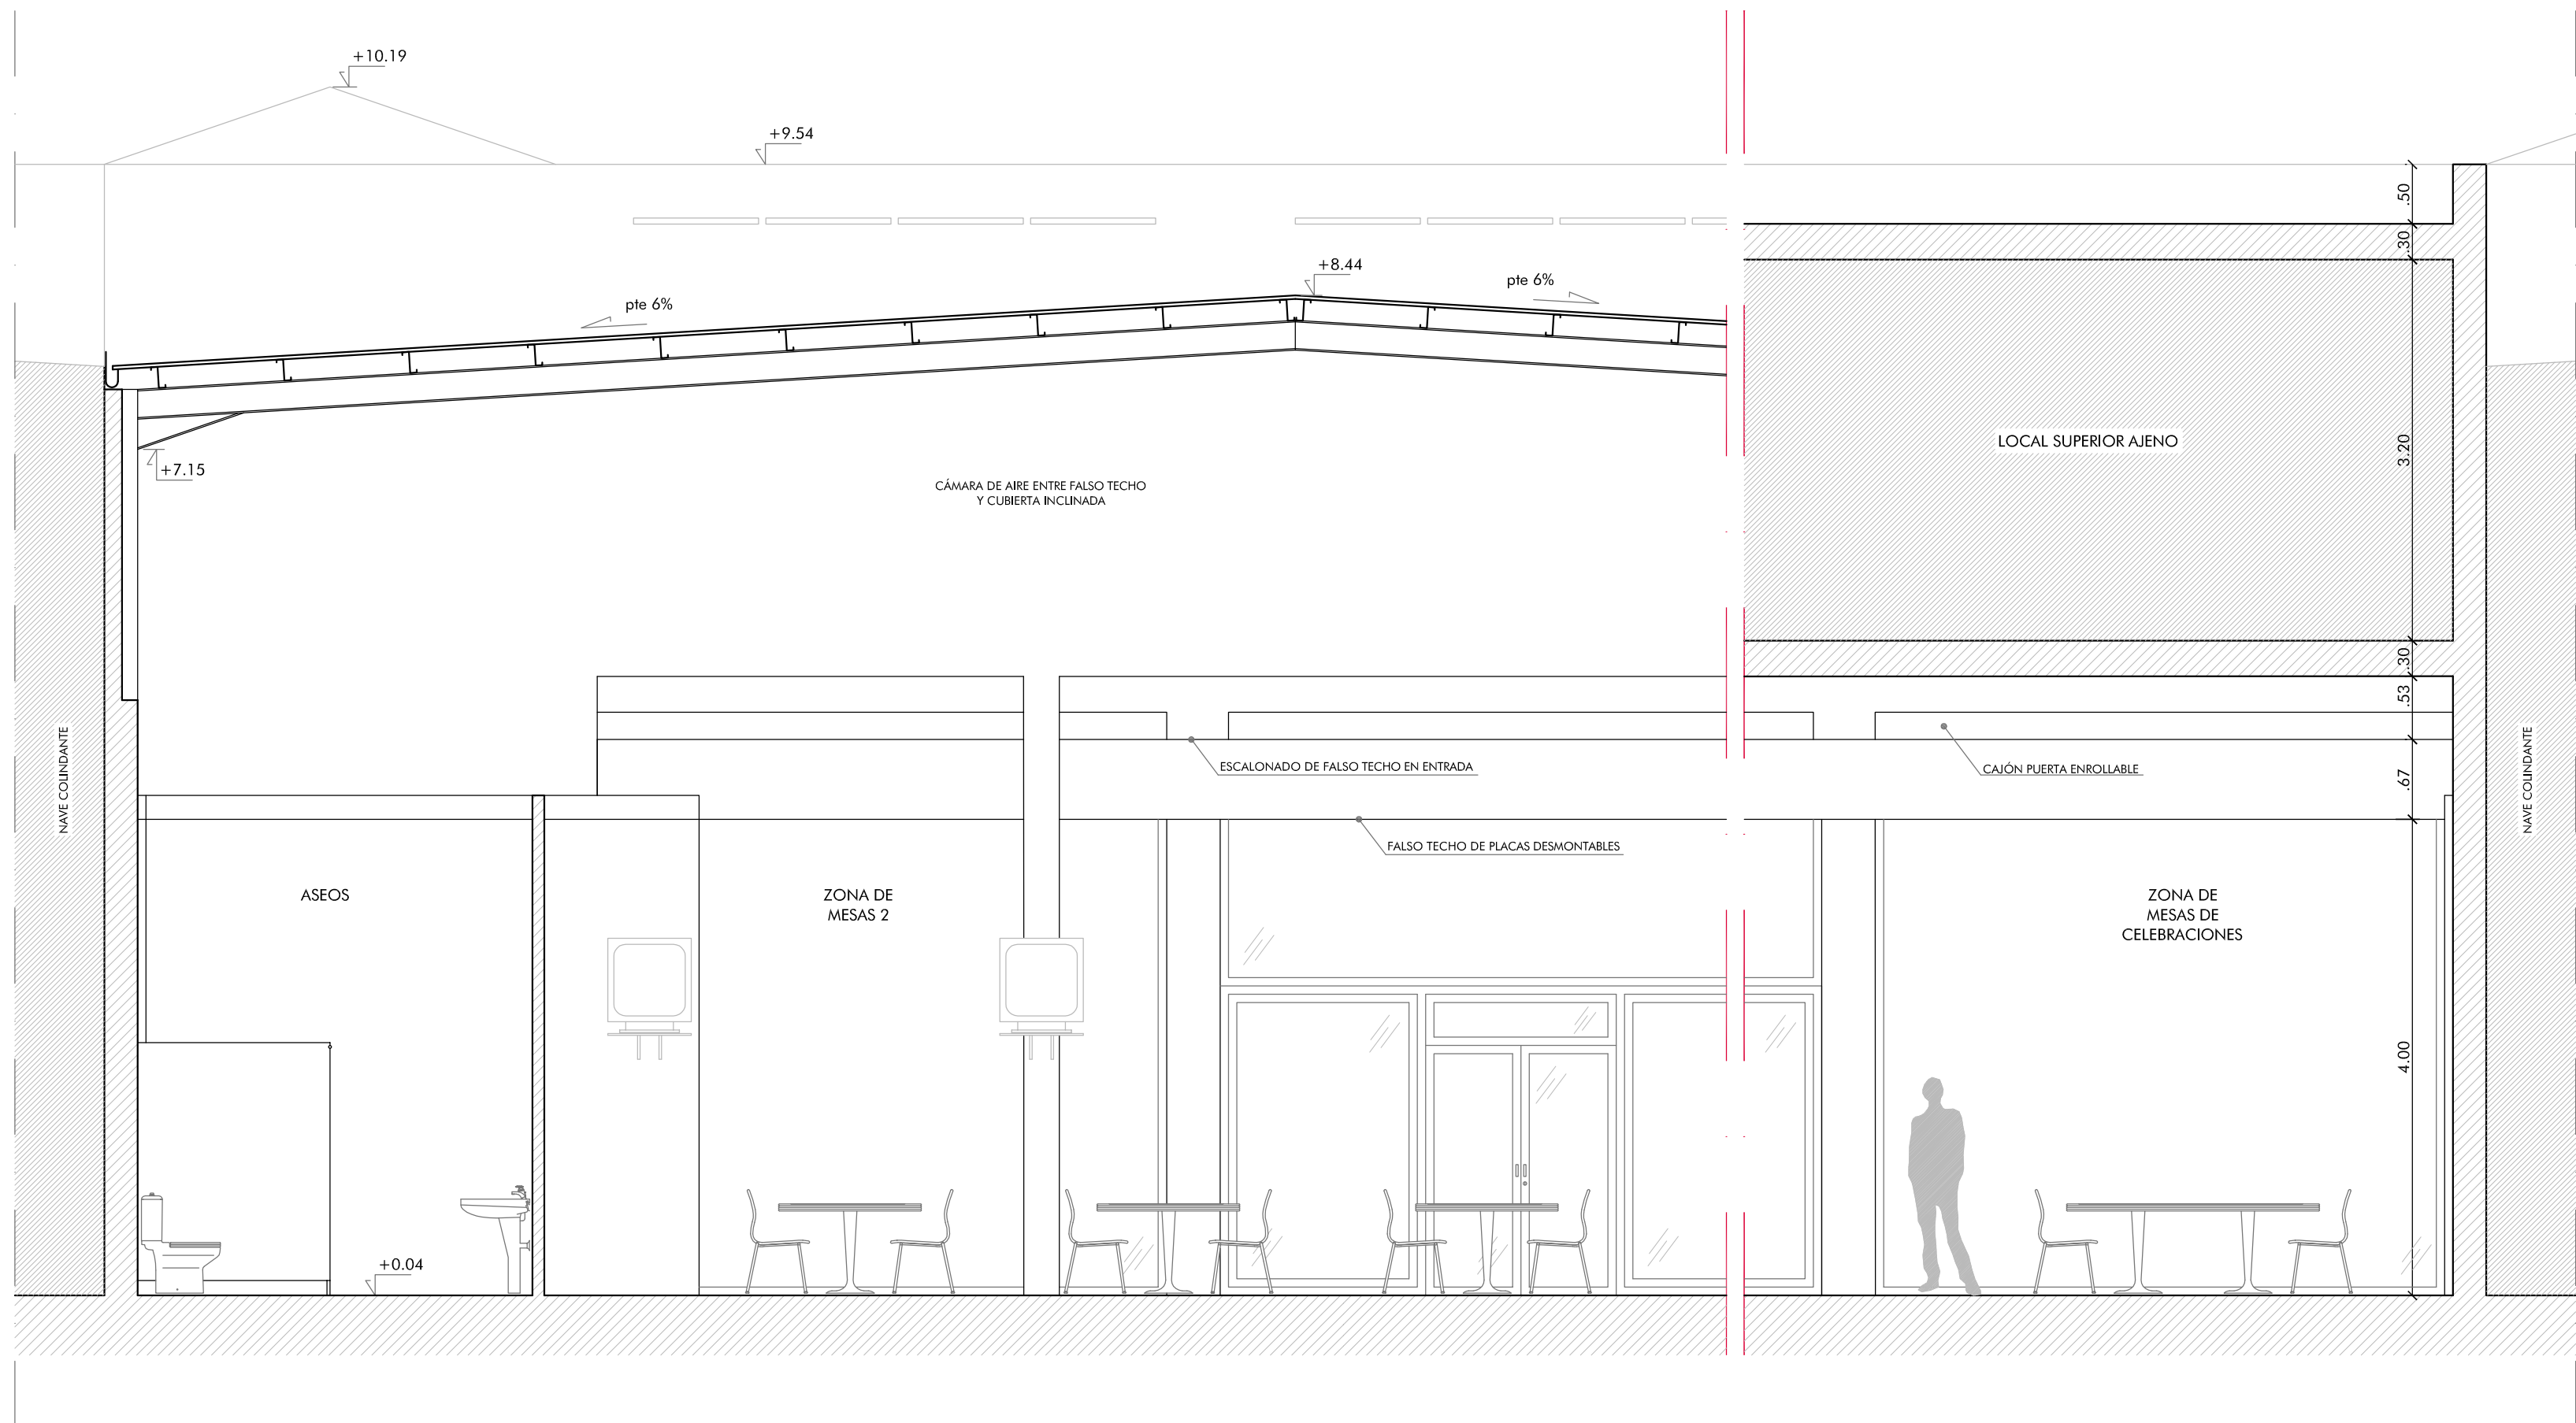 +10.19
+9.54
.50
.30
+8.44
pte 6%
pte 6%
LOCAL SUPERIOR AJENO
3.20
+7.15
CÁMARA DE AIRE ENTRE FALSO TECHO
Y CUBIERTA INCLINADA
.30
.53
NAVE COLINDANTE
NAVE COLINDANTE
ESCALONADO DE FALSO TECHO EN ENTRADA
CAJÓN PUERTA ENROLLABLE
.67
FALSO TECHO DE PLACAS DESMONTABLES
ASEOS
ZONA DE
MESAS 2
ZONA DE
MESAS DE
CELEBRACIONES
4.00
+0.04